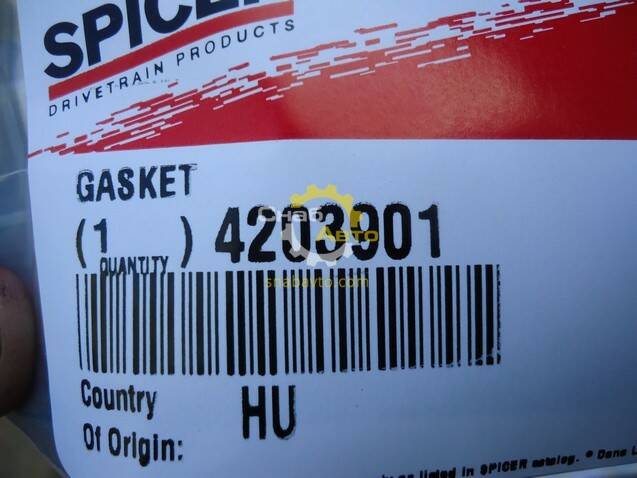 SPICER
DRIVETRAIN PRODUCTS
GASKET
(1 ) 4203901
QUANTITY
Снаб
Авто
snabavto.com
Country
Of Origin:
HU
listed in SPICER catalog. * Dana